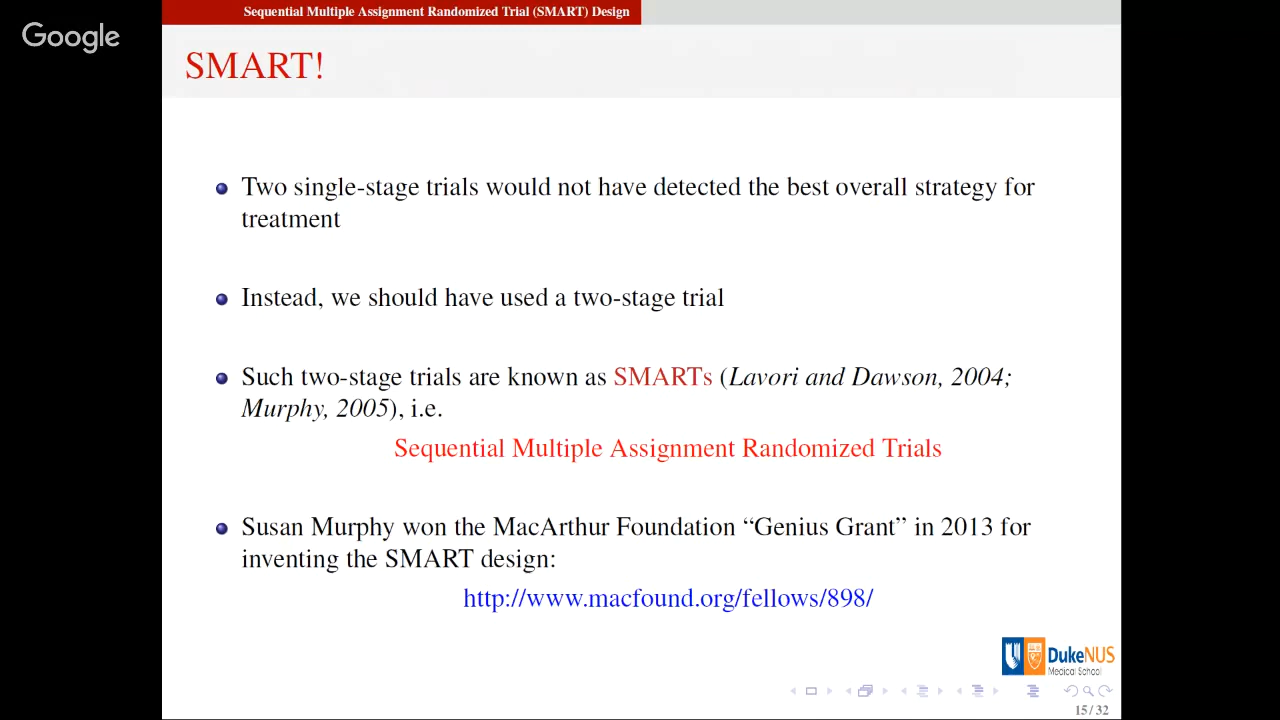 Sequential Multiple Assignment Randomized Trial (SMART) Design
Google
SMART!
Two single-stage trials would not have detected the best overall strategy for
treatment
Instead, we should have used a two-stage trial
Such two-stage trials are known as SMARTs (Lavori and Dawson, 2004;
Murphy, 2005), i.e.
Sequential Multiple Assignment Randomized Trials
Susan Murphy won the MacArthur Foundation “Genius Grant” in 2013 for
inventing the SMART design:
http://www.macfound.org/fellows/898/
DukeNUS
Medical School
15/32